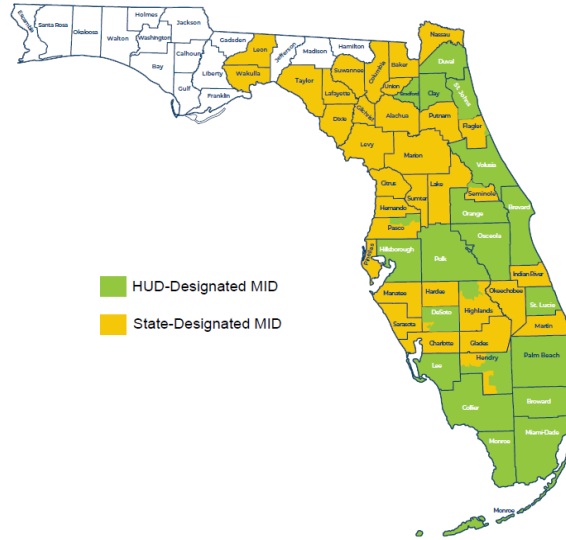 Escambia
Santa Rosa
Okaloosa
Walton
Holmes
Washington
Jackson
Bay
Calhoun
Gulf
Liberty
Gadsden
Franklin
Leon
Wakulla
Jefferson
Madison
Taylor
Hamilton
Suwannee
Lafayette
Dixie
Columbia
Gilchrist
Baker
Union
Bradford
Alachua
Levy
Nassau
Duval
Clay
St. Johns
Putnam
Flagler
Marion
Volusia
Citrus
Sumter
Lake
Seminole
Hernando
Orange
Brevard
Pasco
Osceola
Pinellas
Hillsborough
Polk
Indian River
HUD-Designated MID
State-Designated MID
Manatee
Hardee
Okeechobee
Highlands
St. Lucie
DeSoto
Sarasota
Martin
Charlotte
Glades
Lee
Hendry
Palm Beach
Collier
Broward
Monroe
Miami-Dade
Monroe